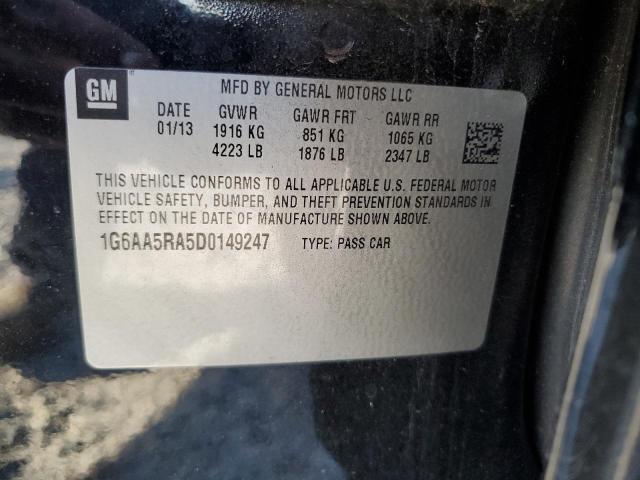 GM
MFD BY GENERAL MOTORS LLC
DATE GVWR GAWR FRT GAWR RR
01/13 1916 KG 851 KG 1065 KG
4223 LB 1876 LB 2347 LB
THIS VEHICLE CONFORMS TO ALL APPLICABLE U.S. FEDERAL MOTOR
VEHICLE SAFETY, BUMPER, AND THEFT PREVENTION STANDARDS IN
EFFECT ON THE DATE OF MANUFACTURE SHOWN ABOVE.
1G6AA5RA5D0149247 TYPE: PASS CAR